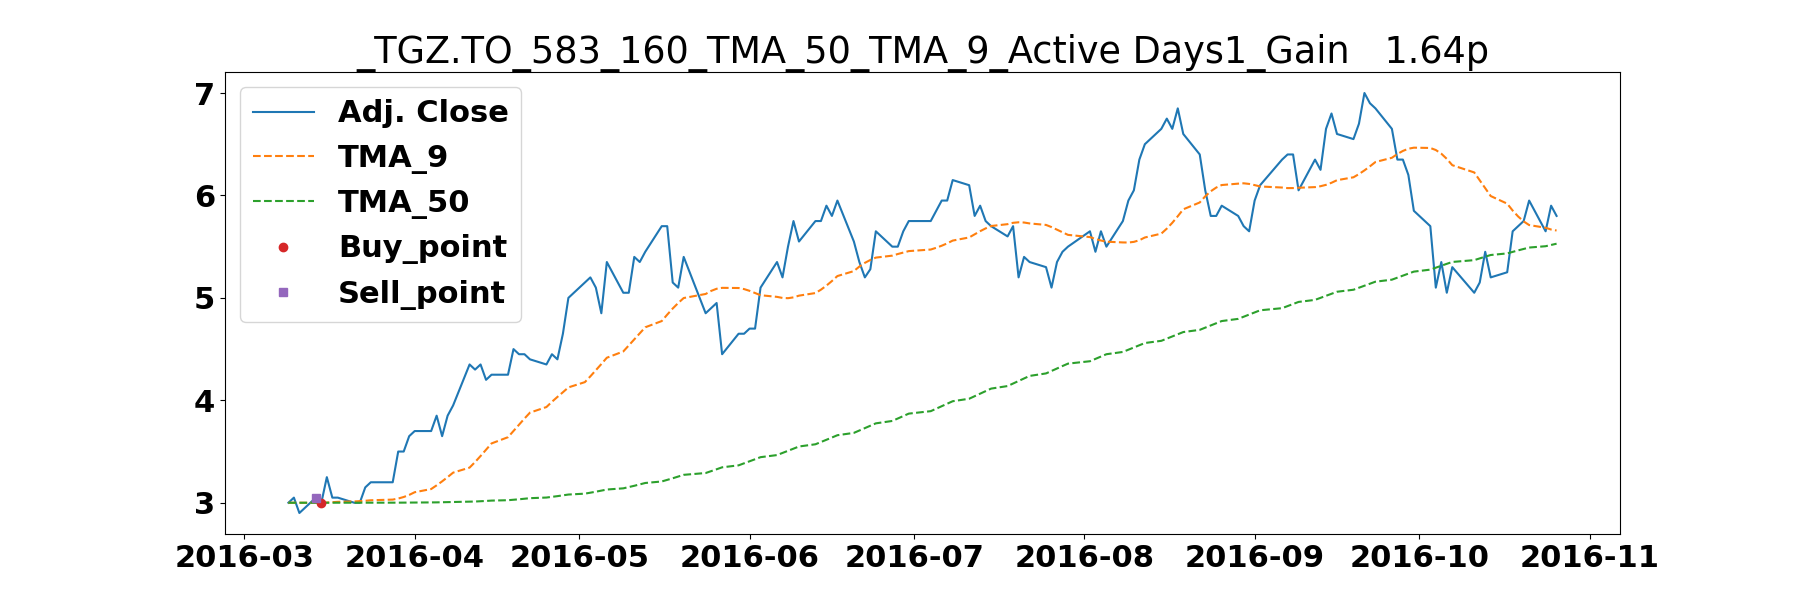 _TGZ.TO_583_160_TMA_50_TMA_9_Active Days1_Gain   1.64p
7
6
5
4
3
Adj. Close
TMA_9
TMA_50
Buy_point
Sell_point
2016-03 2016-04 2016-05 2016-06 2016-07 2016-08 2016-09 2016-10 2016-11